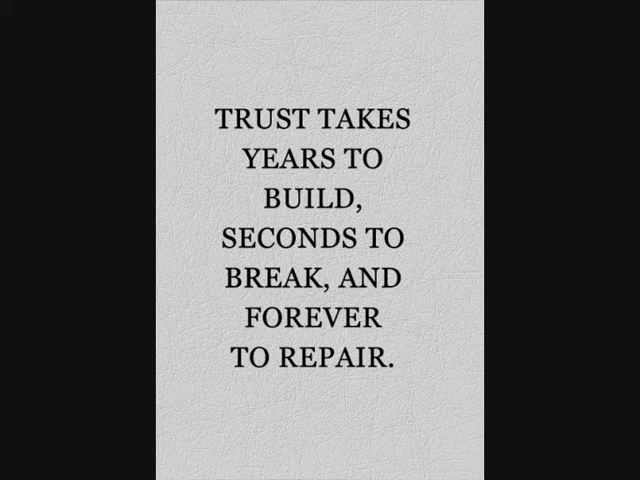 TRUST TAKES
YEARS TO
BUILD,
SECONDS TO
BREAK, AND
FOREVER
TO REPAIR.